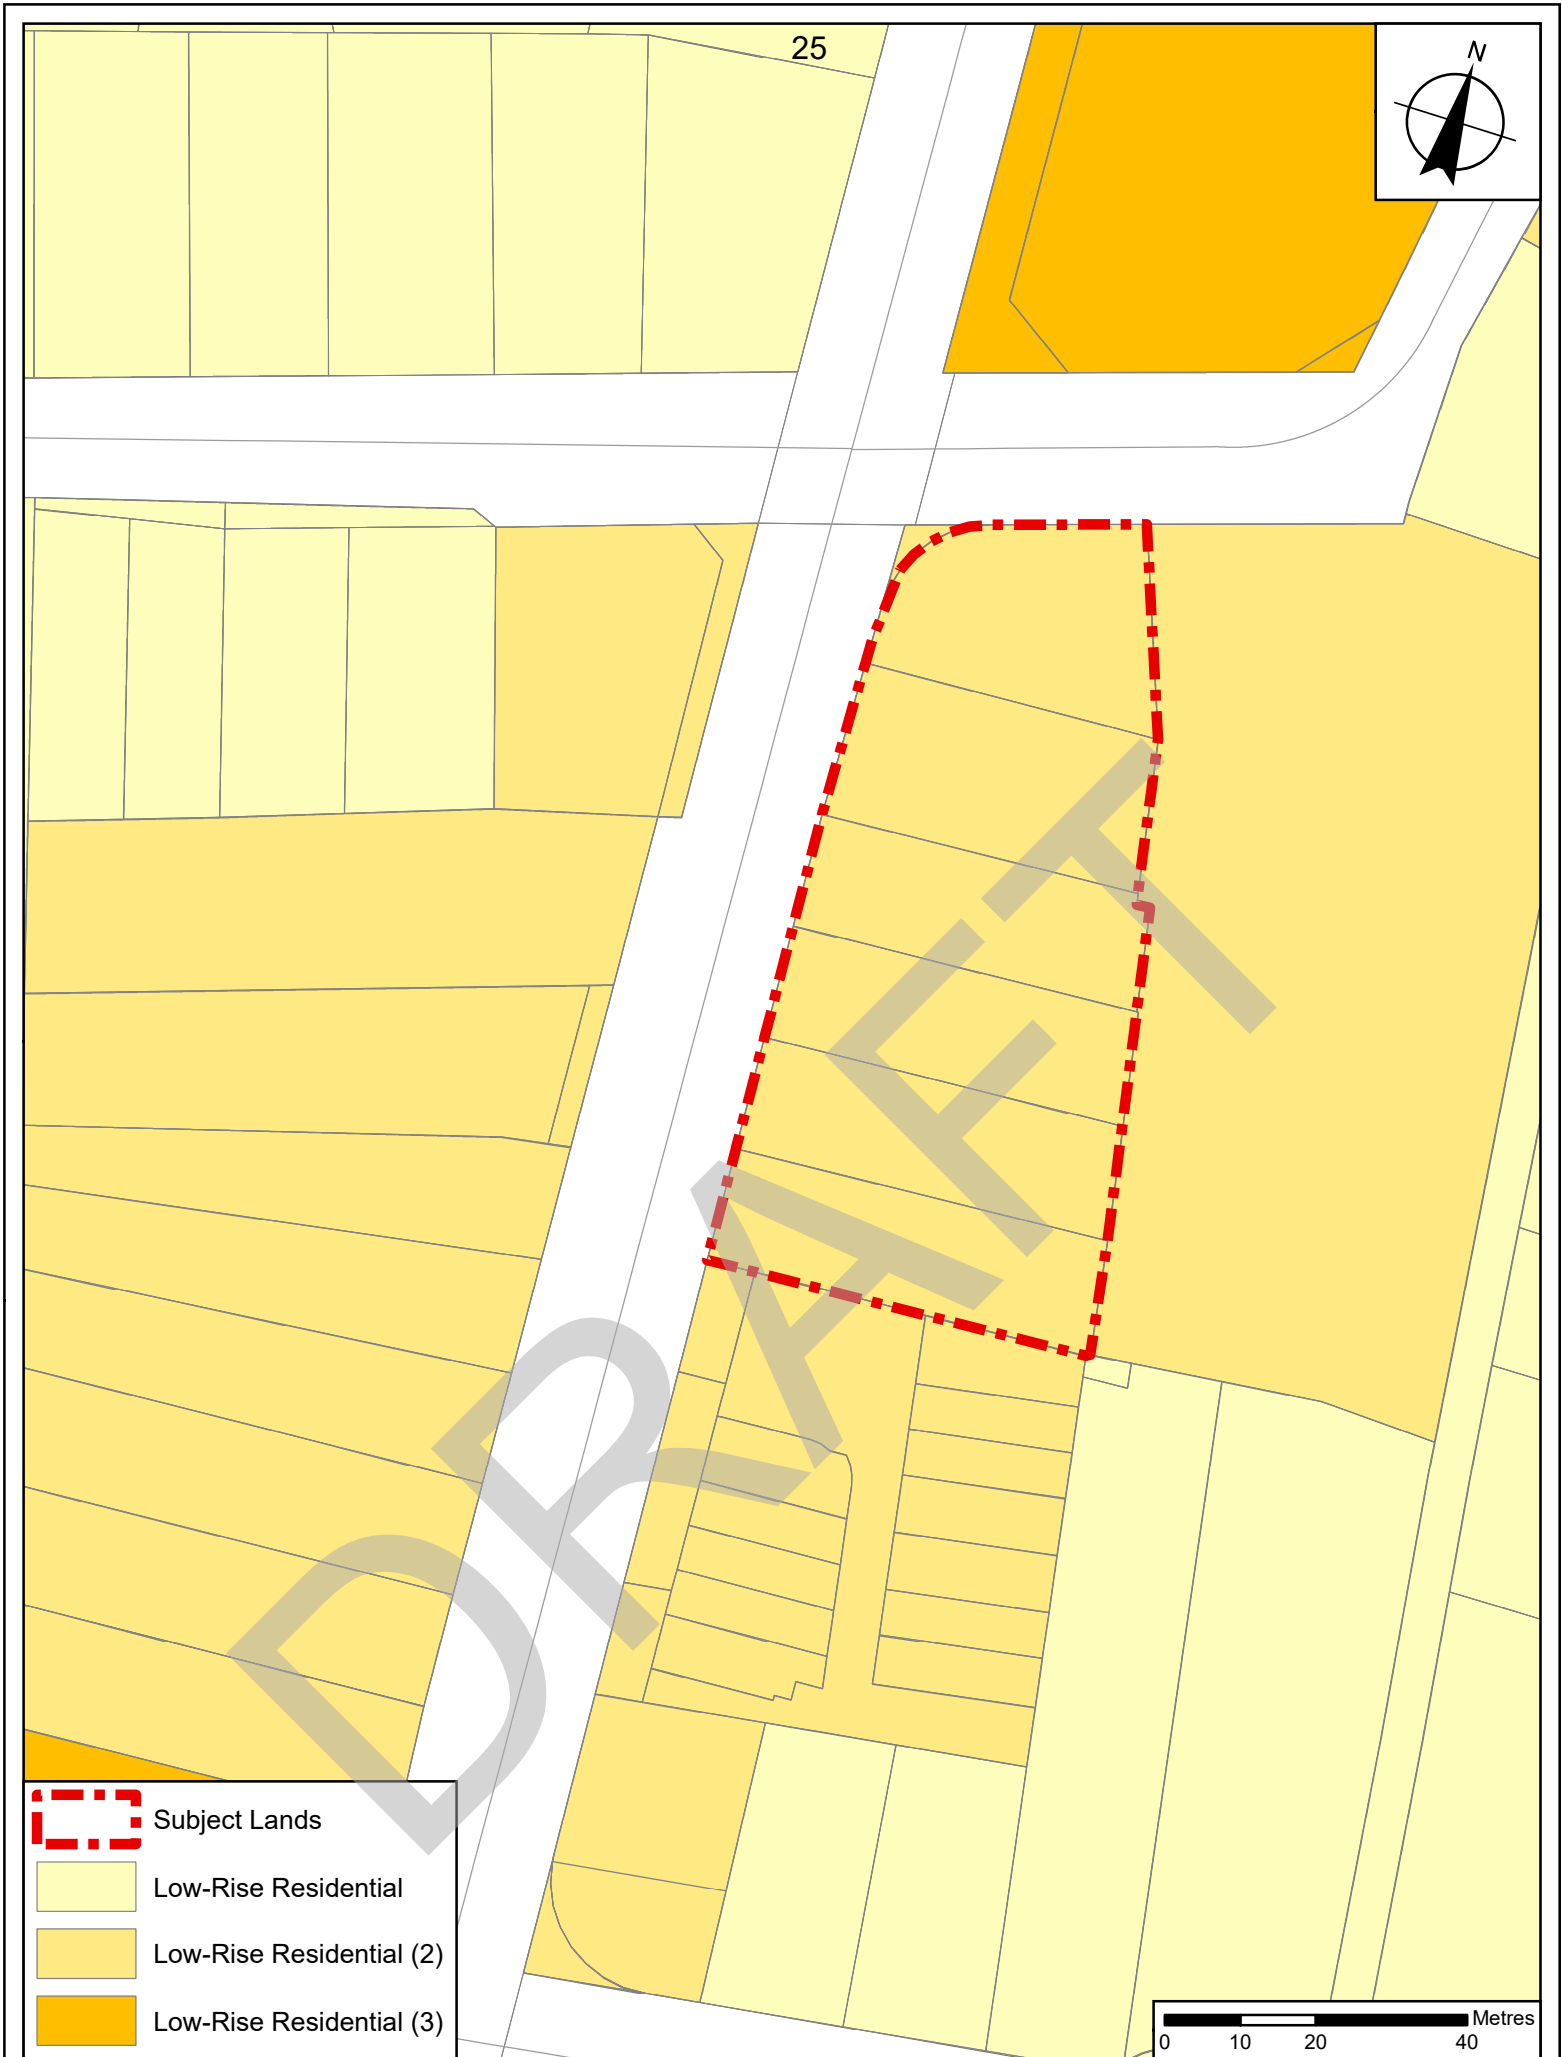 25
N
DRAFT
Subject Lands
Low-Rise Residential
Low-Rise Residential (2)
Low-Rise Residential (3)
Metres
0 10 20 40